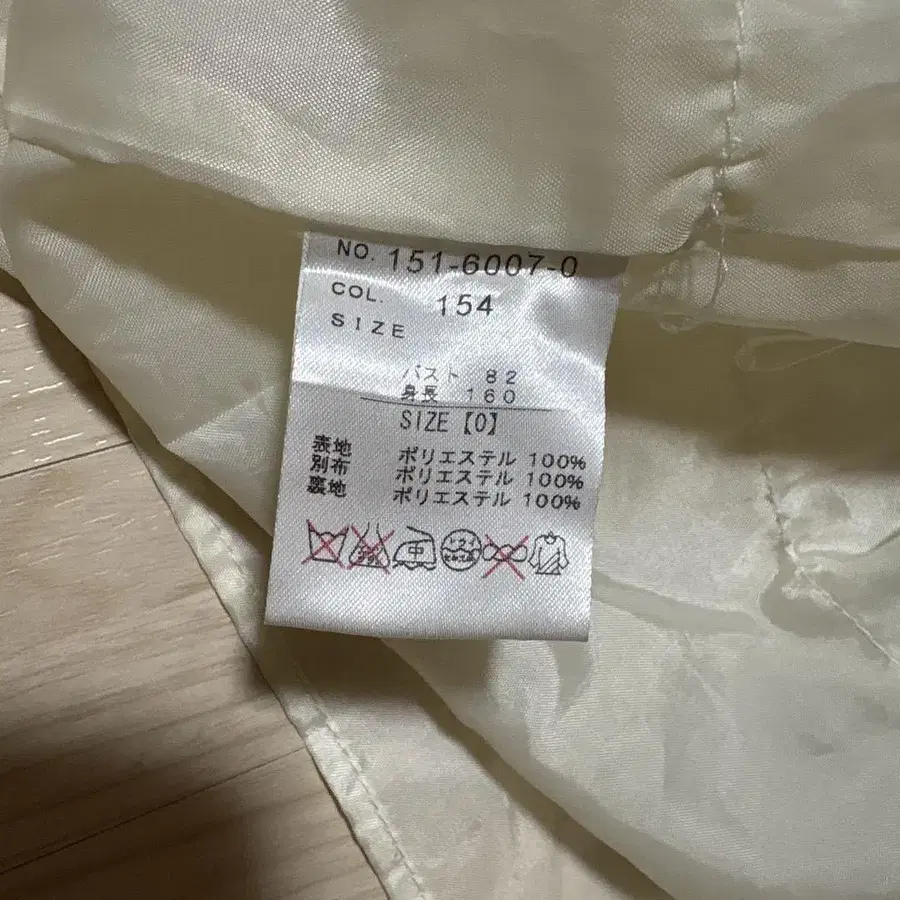 NO. 151-6007-0
COL. 154
SIZE
バスト 82
身長 160
SIZE【0】
表地 ポリエステル 100%
別布 ポリエステル 100%
裏地 ポリエステル 100%
中